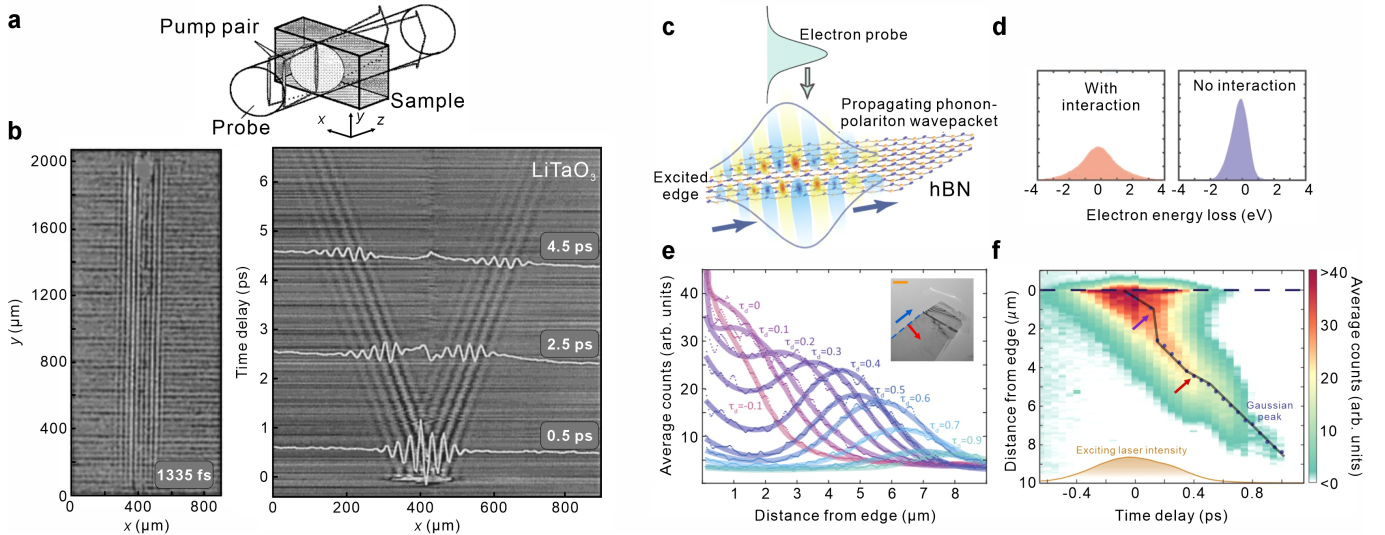 a
Pump pair
Sample
Probe
x
y
z
b
2000
1600
1200
800
400
0
y (μm)
1335 fs
0
400
800
x (μm)
LiTaO3
6
5
4
3
2
1
0
Time delay (ps)
4.5 ps
2.5 ps
0.5 ps
0
200
400
600
800
x (μm)
c
Electron probe
Propagating phonon-
polariton wavepacket
Excited
edge
hBN
d
With
interaction
No interaction
-4
-2
0
2
4
-4
-2
0
2
4
Electron energy loss (eV)
e
40
30
20
10
Average counts (arb. units)
τd=0
τd=0.1
τd=0.2
τd=0.3
τd=0.4
τd=0.5
τd=0.6
τd=0.7
τd=0.9
τd=-0.1
1
2
3
4
5
6
7
8
Distance from edge (μm)
f
0
2
4
6
8
10
Distance from edge (μm)
Gaussian
peak
Exciting laser intensity
-0.4
0
0.4
0.8
Time delay (ps)
>40
30
20
>10
<0
Average counts (arb. units)